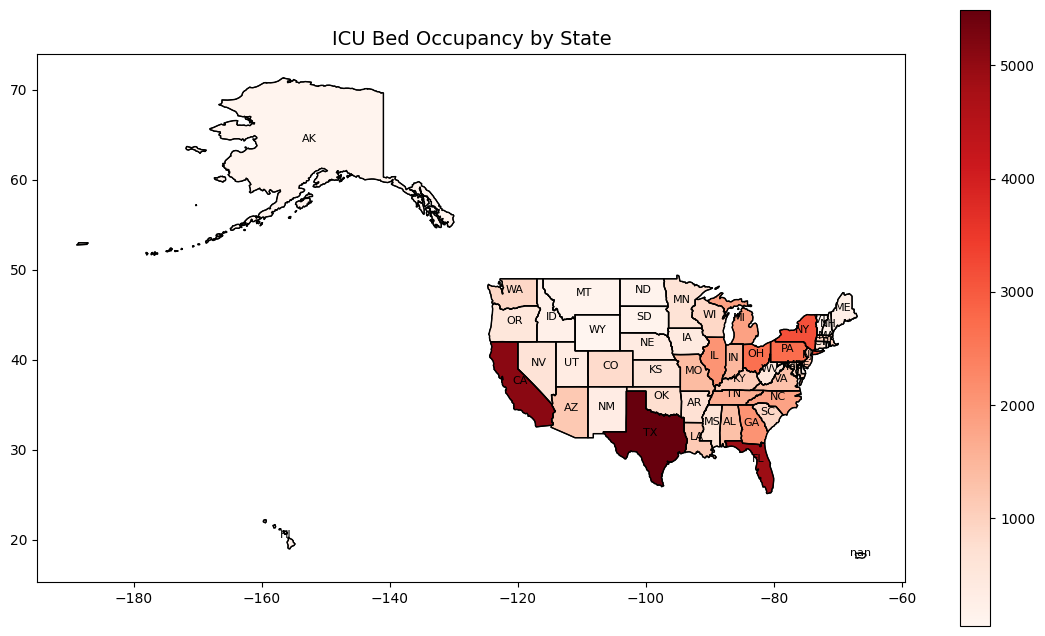 ICU Bed Occupancy by State
70
60
50
40
30
20
−180
−160
−140
−120
−100
−80
−60
5000
4000
3000
2000
1000
AK
WA
MT
ND
MN
ME
OR
ID
SD
WI
MI
NY
WY
NH
NV
UT
CO
NE
IA
IL
IN
OH
PA
CA
KS
MO
KY
WV
VA
AZ
NM
OK
AR
TN
NC
SC
TX
LA
MS
AL
GA
FL
HI
nan